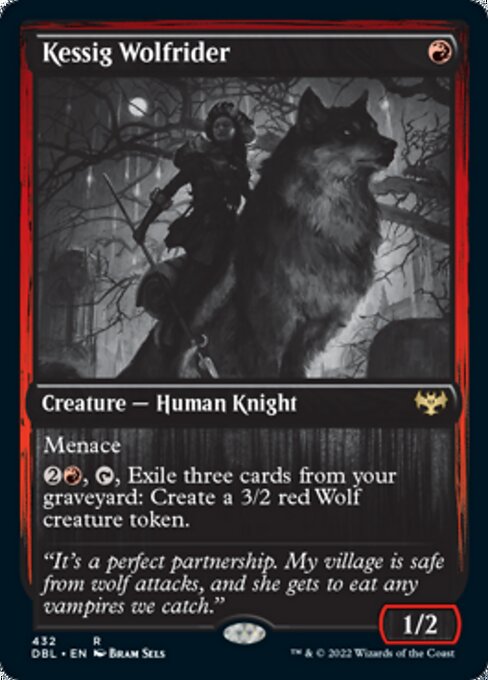 Kessig Wolfrider
Creature — Human Knight
Menace
2, Exile three cards from your
graveyard: Create a 3/2 red Wolf
creature token.
“It’s a perfect partnership. My village is safe
from wolf attacks, and she gets to eat any
vampires we catch.”
1/2
432 R
DBL • EN Bram Sels
™ & © 2022 Wizards of the Coast